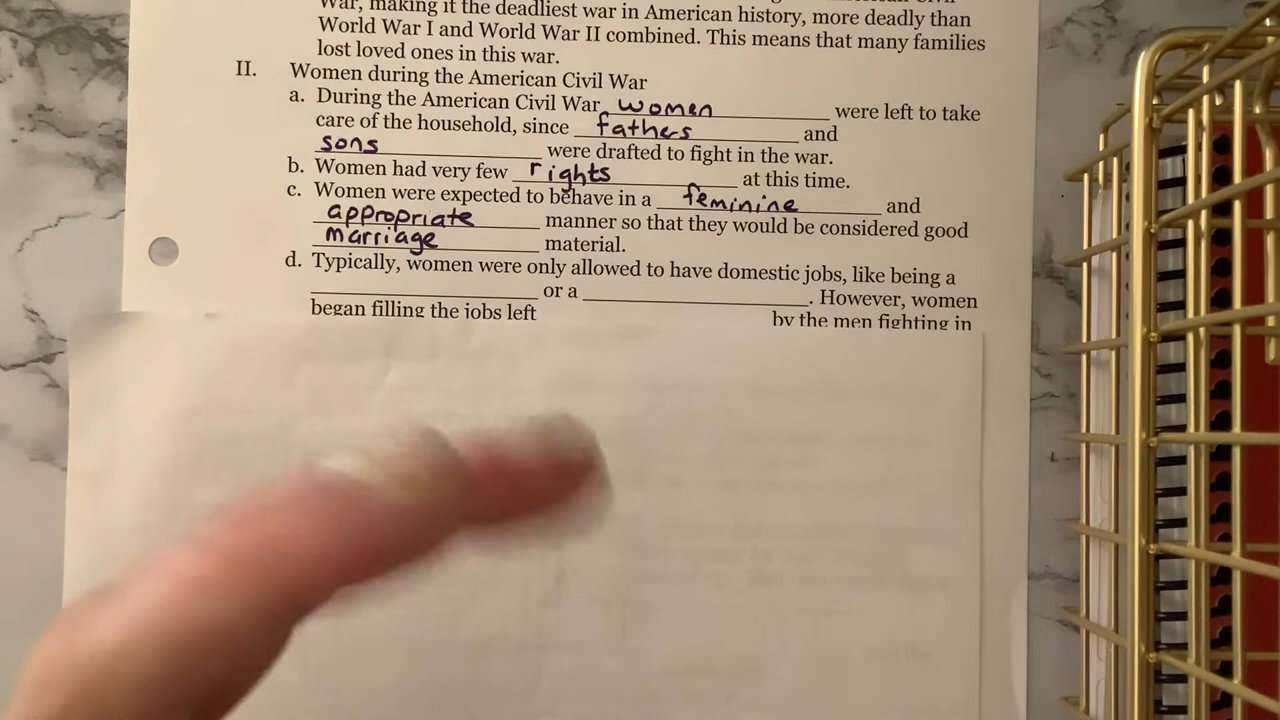 War, making it the deadliest war in American history, more deadly than
World War I and World War II combined. This means that many families
lost loved ones in this war.
II. Women during the American Civil War
a. During the American Civil War women were left to take
care of the household, since fathers and
sons were drafted to fight in the war.
b. Women had very few rights at this time.
c. Women were expected to behave in a feminine and
appropriate manner so that they would be considered good
marriage material.
d. Typically, women were only allowed to have domestic jobs, like being a
____________________ or a ____________________. However, women
began filling the jobs left by the men fighting in